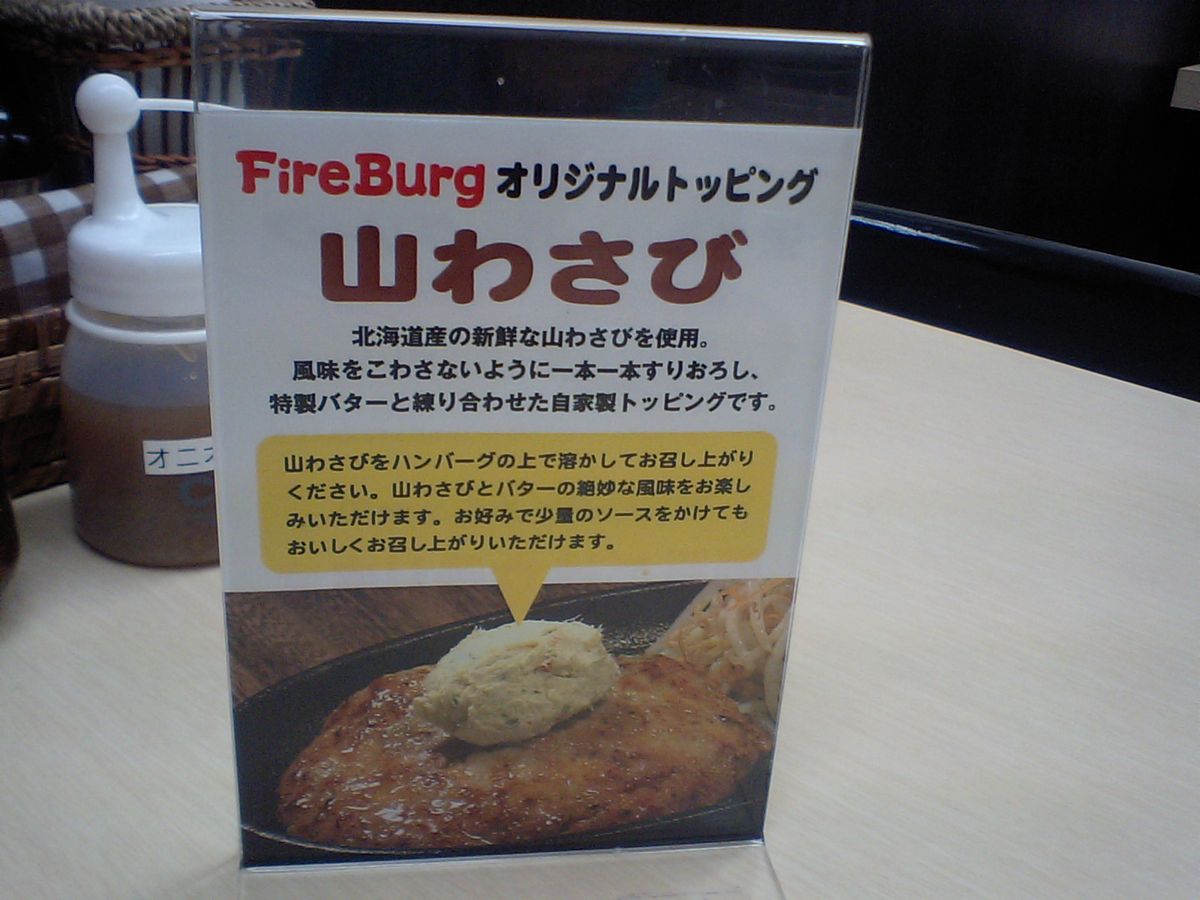 FireBurg オリジナルトッピング
山わさび
北海道産の新鮮な山わさびを使用。
風味をこわさないように一本一本すりおろし、
特製バターと練り合わせた自家製トッピングです。
山わさびをハンバーグの上で溶かしてお召し上がり
ください。山わさびとバターの絶妙な風味をお楽し
みいただけます。お好みで少量のソースをかけても
おいしくお召し上がりいただけます。
オニオ